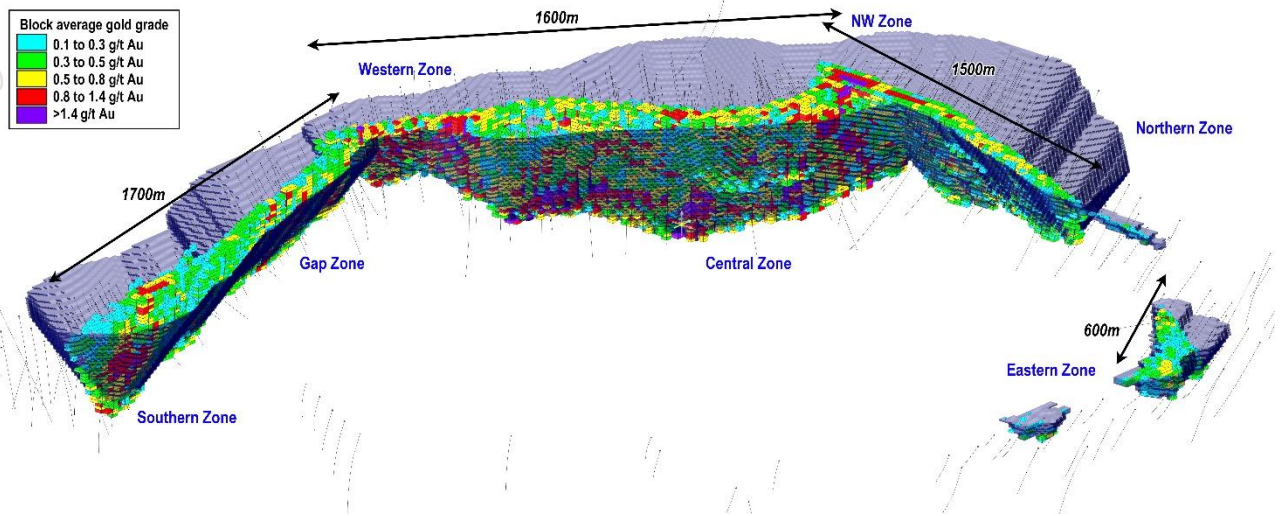 Block average gold grade
0.1 to 0.3 g/t Au
0.3 to 0.5 g/t Au
0.5 to 0.8 g/t Au
0.8 to 1.4 g/t Au
>1.4 g/t Au
1600m
NW Zone
Western Zone
1500m
Northern Zone
1700m
Gap Zone
Central Zone
600m
Eastern Zone
Southern Zone